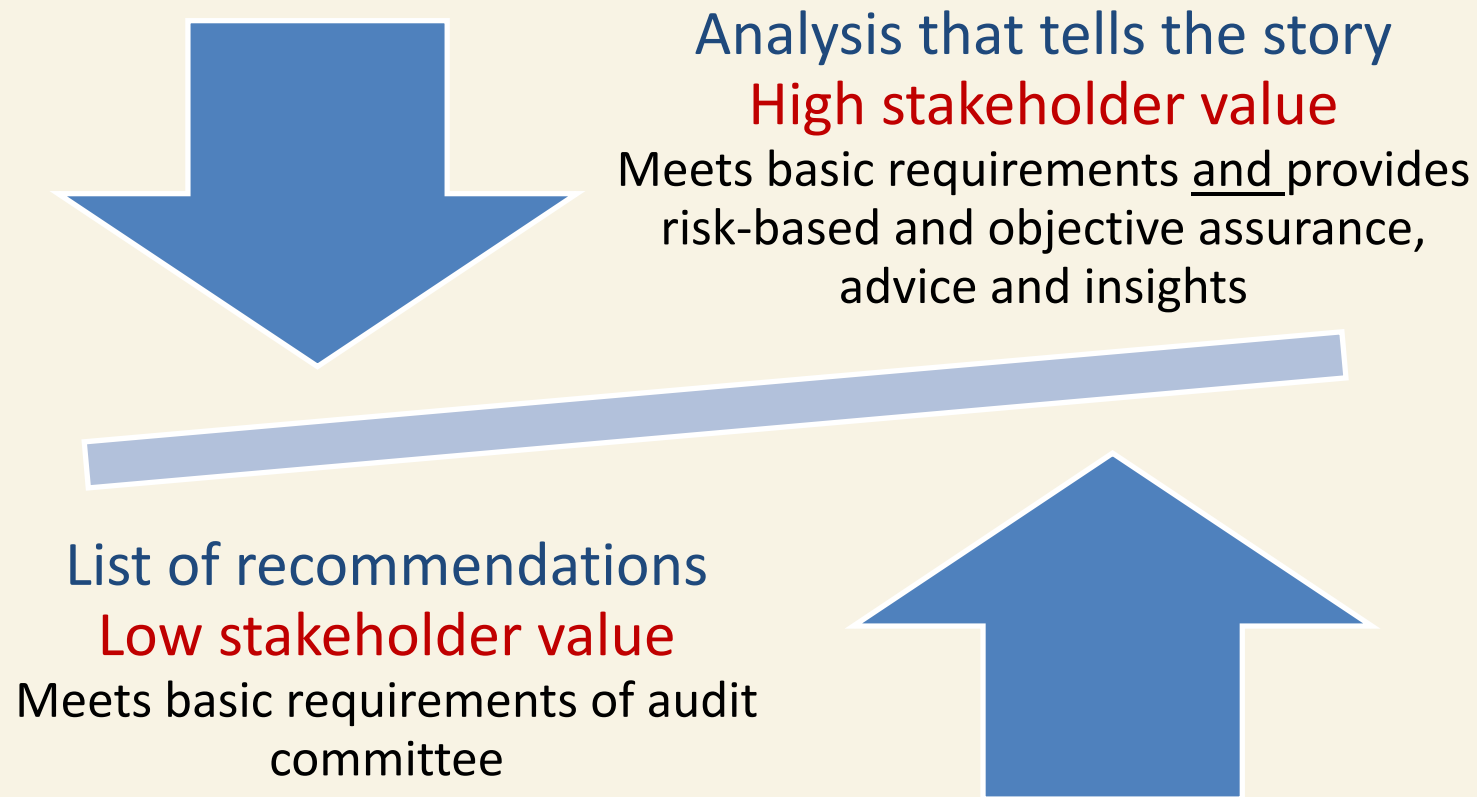 Analysis that tells the story
High stakeholder value
Meets basic requirements and provides
risk-based and objective assurance,
advice and insights
List of recommendations
Low stakeholder value
Meets basic requirements of audit
committee